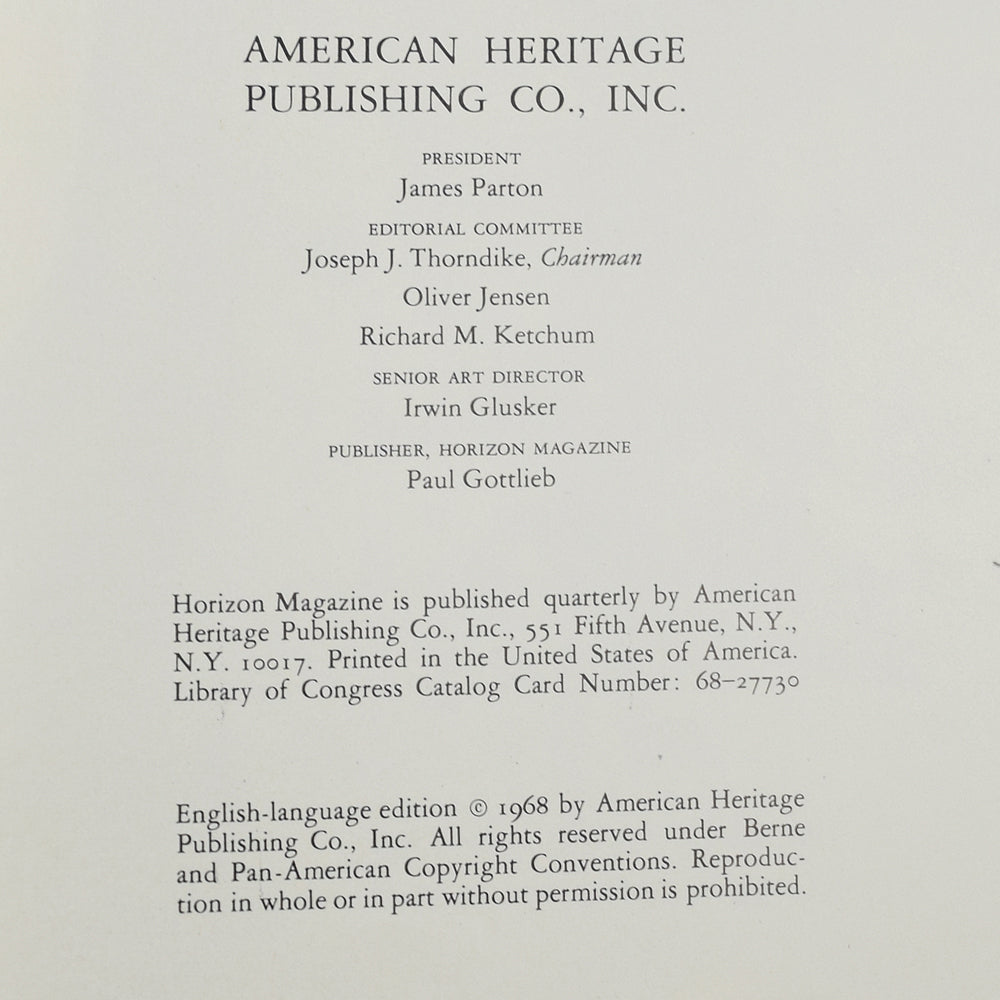 AMERICAN HERITAGE
PUBLISHING CO., INC.
PRESIDENT
James Parton
EDITORIAL COMMITTEE
Joseph J. Thorndike, Chairman
Oliver Jensen
Richard M. Ketchum
SENIOR ART DIRECTOR
Irwin Glusker
PUBLISHER, HORIZON MAGAZINE
Paul Gottlieb
Horizon Magazine is published quarterly by American
Heritage Publishing Co., Inc., 551 Fifth Avenue, N.Y.,
N.Y. 10017. Printed in the United States of America.
Library of Congress Catalog Card Number: 68–27730
English-language edition © 1968 by American Heritage
Publishing Co., Inc. All rights reserved under Berne
and Pan-American Copyright Conventions. Reproduc-
tion in whole or in part without permission is prohibited.